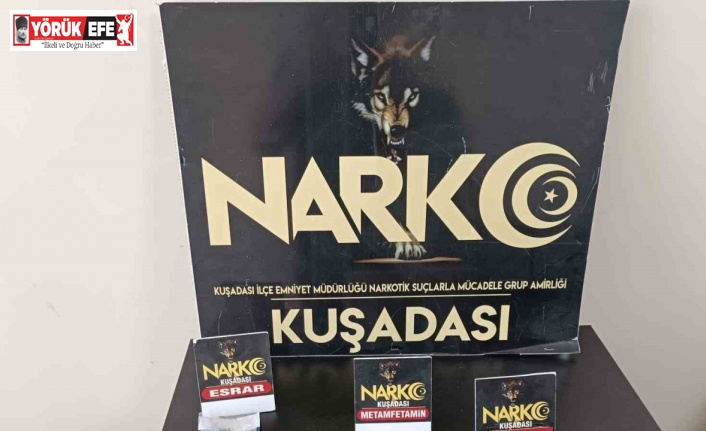 YÖRÜK EFE
"İlkeli ve Doğru Haber"
NARKO
KUŞADASI İLÇE EMNİYET MÜDÜRLÜĞÜ NARKOTİK SUÇLARLA MÜCADELE GRUP AMİRLİĞİ
KUŞADASI
NARKO
KUŞADASI
ESRAR
NARKO
KUŞADASI
METAMFETAMİN
NARKO
KUŞADASI